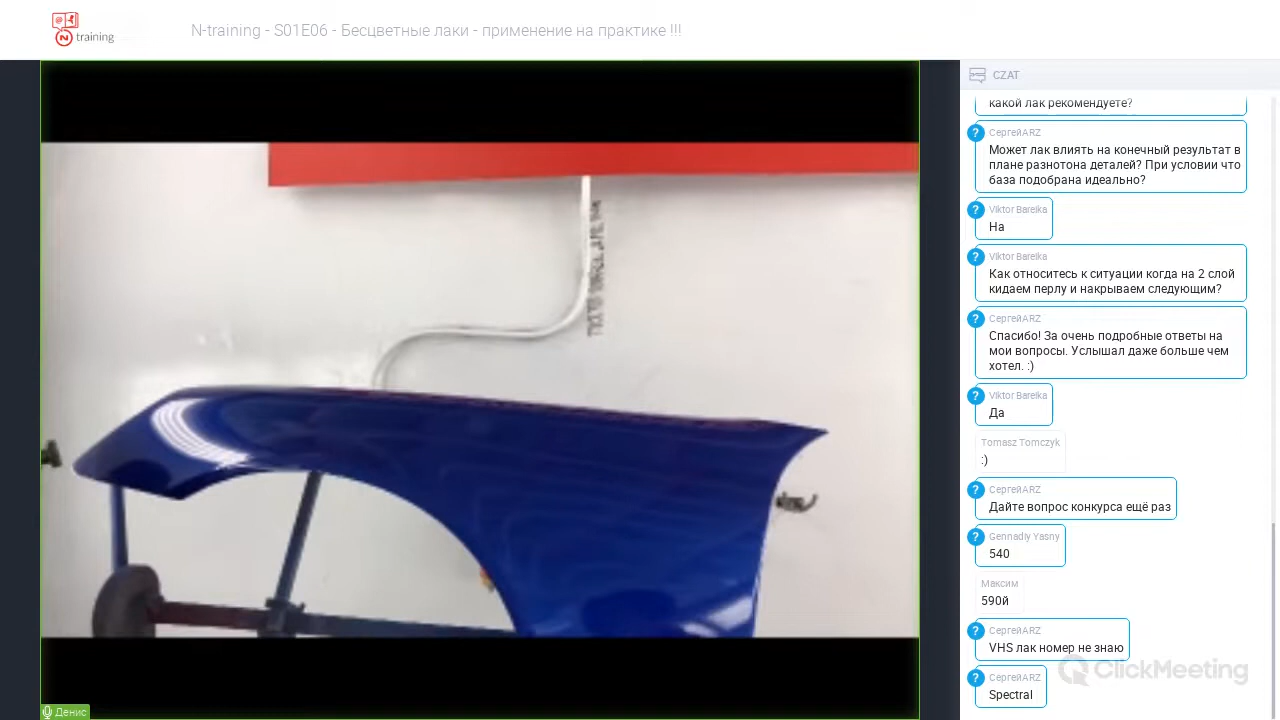 N training
N-training - S01E06 - Бесцветные лаки - применение на практике !!!
CZAT
какой лак рекомендуете?
СергейARZ
Может лак влиять на конечный результат в
плане разнотона деталей? При условии что
база подобрана идеально?
Viktor Bareika
На
Viktor Bareika
Как относитесь к ситуации когда на 2 слой
кидаем перлу и накрываем следующим?
СергейARZ
Спасибо! За очень подробные ответы на
мои вопросы. Услышал даже больше чем
хотел. :)
Viktor Bareika
Да
Tomasz Tomczyk
:)
СергейARZ
Дайте вопрос конкурса ещё раз
Gennadiy Yasny
540
Максим
590й
СергейARZ
VHS лак номер не знаю
СергейARZ
Spectral
ClickMeeting
Денис